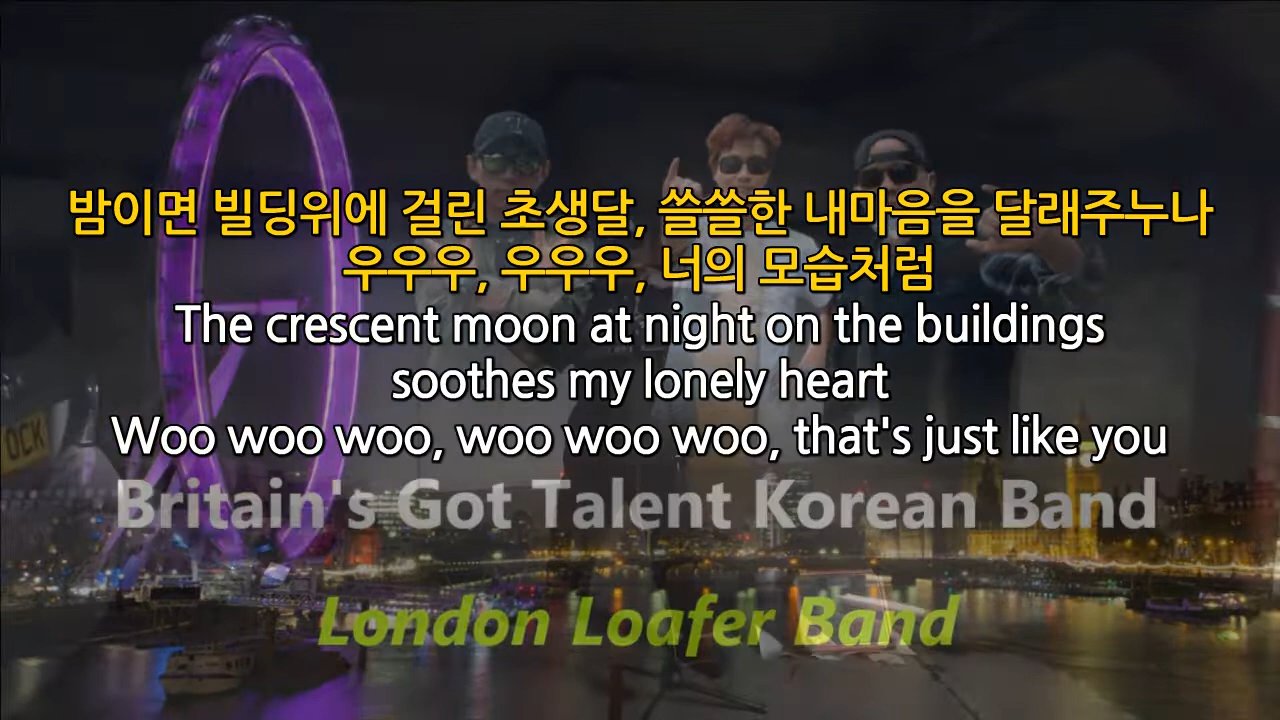 밤이면 빌딩위에 걸린 초생달, 쓸쓸한 내마음을 달래주누나
우우우, 우우우, 너의 모습처럼
The crescent moon at night on the buildings
soothes my lonely heart
Woo woo woo, woo woo woo, that's just like you
OCK
Britain's Got Talent Korean Band
London Loafer Band